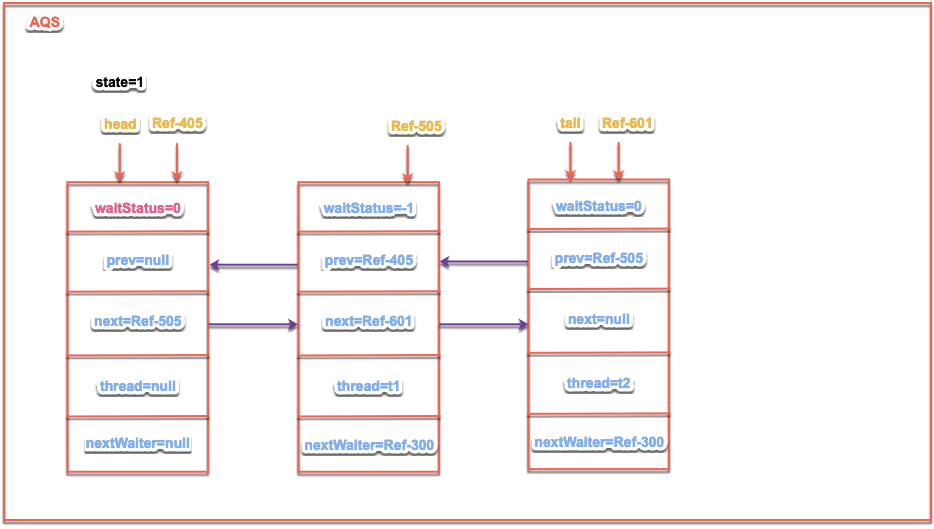 AQS
state=1
head Ref-405 Ref-505 tail Ref-601
waitStatus=0 waitStatus=-1 waitStatus=0
prev=null prev=Ref-405 prev=Ref-505
next=Ref-505 next=Ref-601 next=null
thread=null thread=t1 thread=t2
nextWaiter=null nextWaiter=Ref-300 nextWaiter=Ref-300